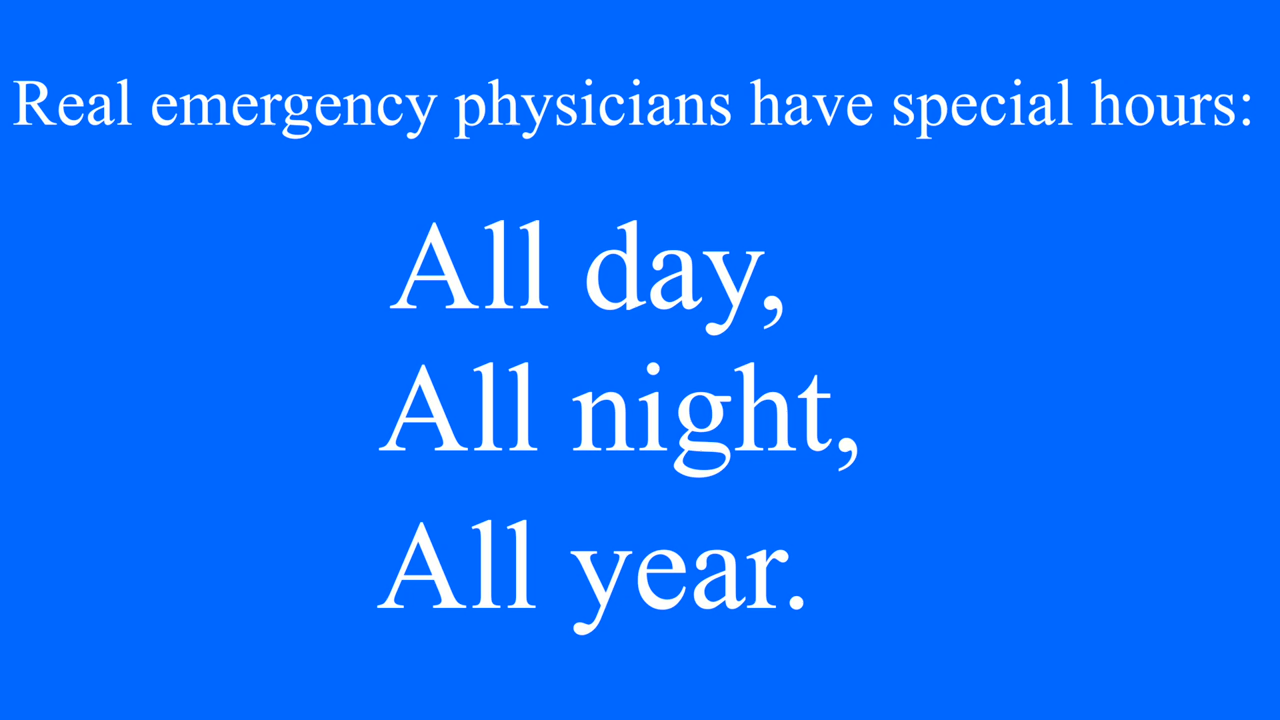 Real emergency physicians have special hours:
All day,
All night,
All year.